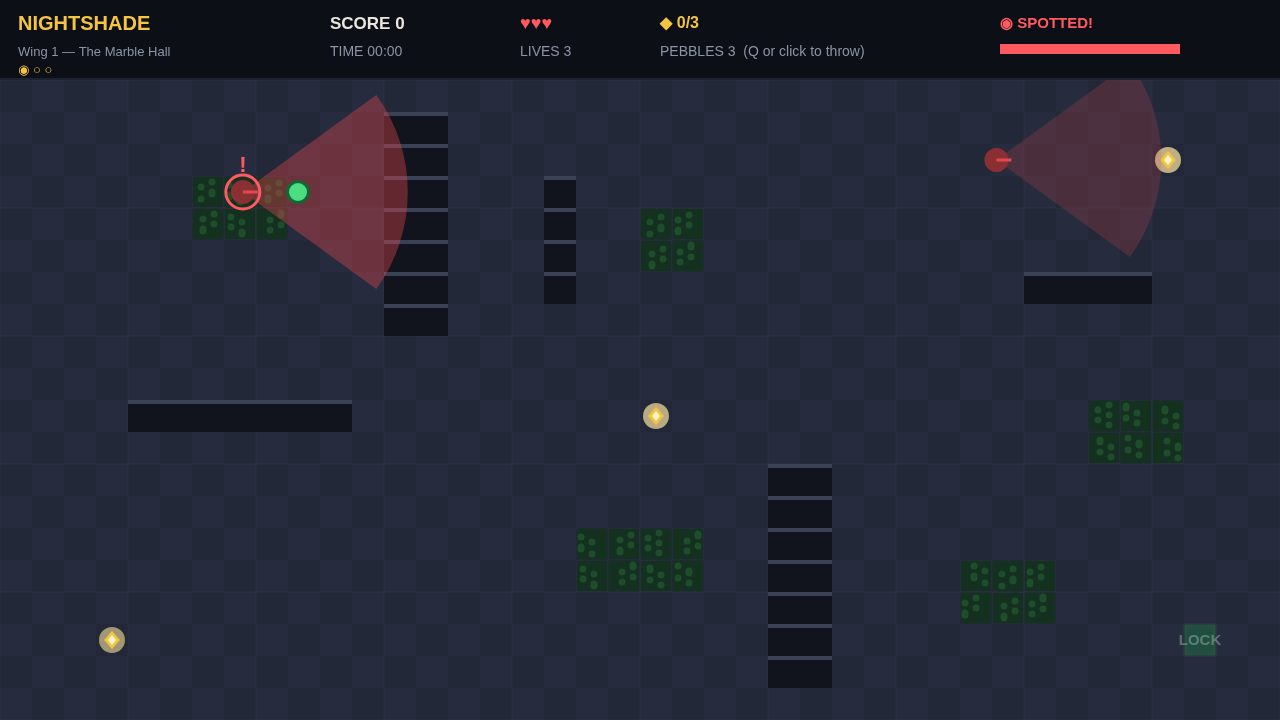 NIGHTSHADE
SCORE 0
♥♥♥
◆ 0/3
◉ SPOTTED!
Wing 1 — The Marble Hall
TIME 00:00
LIVES 3
PEBBLES 3 (Q or click to throw)
◉ ○ ○
!
LOCK